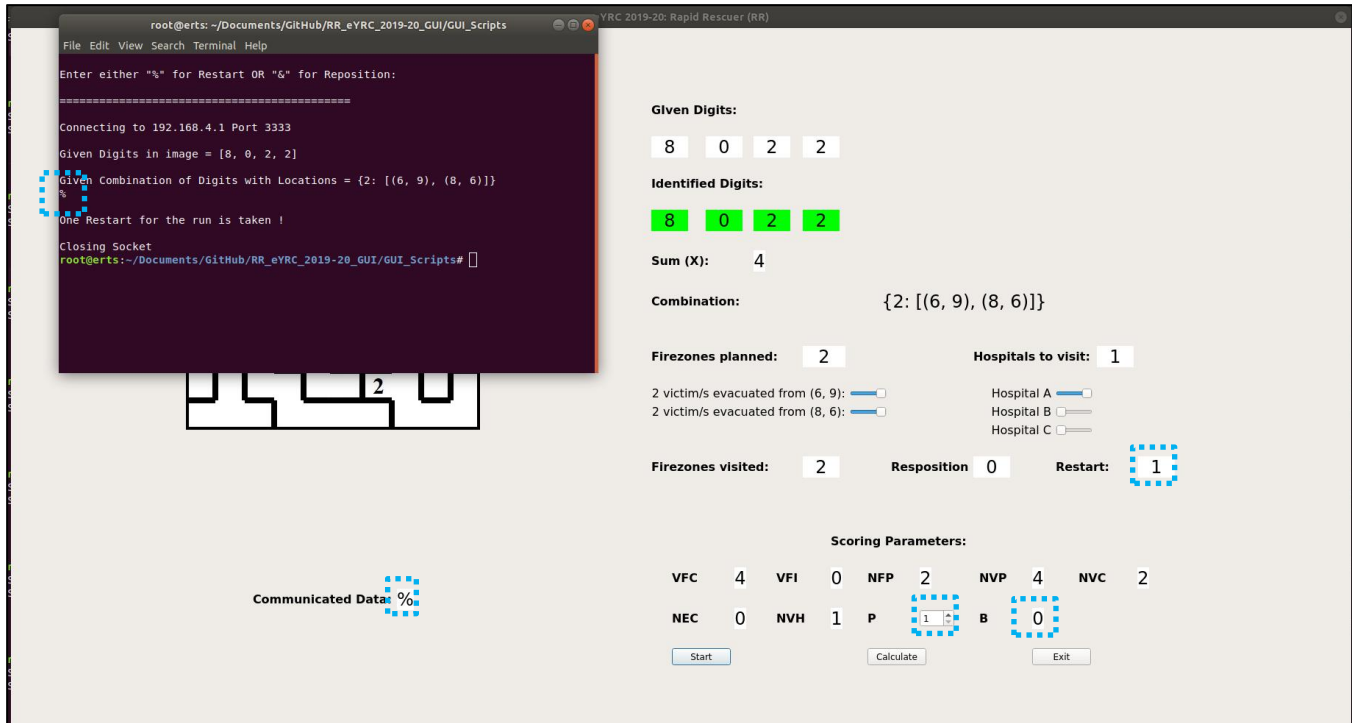 root@erts: ~/Documents/GitHub/RR_eYRC_2019-20_GUI/GUI_Scripts
YRC 2019-20: Rapid Rescuer (RR)
File Edit View Search Terminal Help
Enter either "%" for Restart OR "&" for Reposition:
============================================
Connecting to 192.168.4.1 Port 3333
Given Digits in image = [8, 0, 2, 2]
Given Combination of Digits with Locations = {2: [(6, 9), (8, 6)]}
%
One Restart for the run is taken !
Closing Socket
root@erts:~/Documents/GitHub/RR_eYRC_2019-20_GUI/GUI_Scripts#
2
Communicated Data: %
GIven Digits:
8 0 2 2
Identified Digits:
8 0 2 2
Sum (X): 4
Combination: {2: [(6, 9), (8, 6)]}
Firezones planned: 2 Hospitals to visit: 1
2 victim/s evacuated from (6, 9): Hospital A
2 victim/s evacuated from (8, 6): Hospital B
Hospital C
Firezones visited: 2 Resposition 0 Restart: 1
Scoring Parameters:
VFC 4 VFI 0 NFP 2 NVP 4 NVC 2
NEC 0 NVH 1 P 1 B 0
Start Calculate Exit